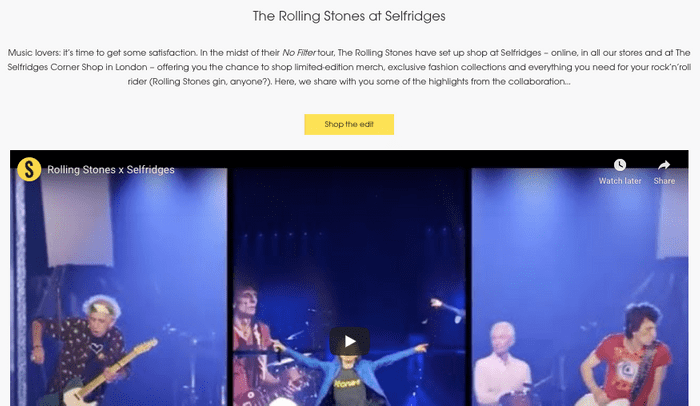 The Rolling Stones at Selfridges
Music lovers: it's time to get some satisfaction. In the midst of their No Filter tour, The Rolling Stones have set up shop at Selfridges – online, in all our stores and at The
Selfridges Corner Shop in London – offering you the chance to shop limited-edition merch, exclusive fashion collections and everything you need for your rock'n'roll
rider (Rolling Stones gin, anyone?). Here, we share with you some of the highlights from the collaboration...
Shop the edit
S Rolling Stones x Selfridges
Watch later Share
Stones